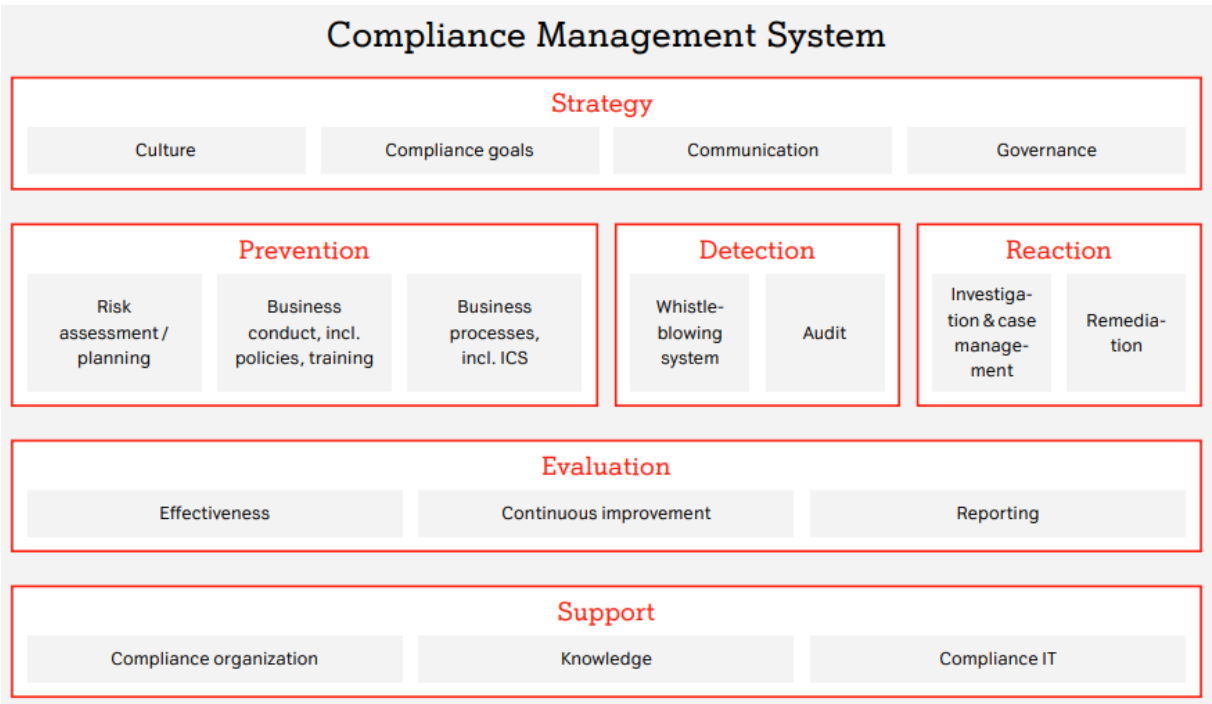 Compliance Management System
Strategy
Culture
Compliance goals
Communication
Governance
Prevention
Risk
assessment /
planning
Business
conduct, incl.
policies, training
Business
processes,
incl. ICS
Detection
Whistle-
blowing
system
Audit
Reaction
Investiga-
tion & case
manage-
ment
Remedia-
tion
Evaluation
Effectiveness
Continuous improvement
Reporting
Support
Compliance organization
Knowledge
Compliance IT